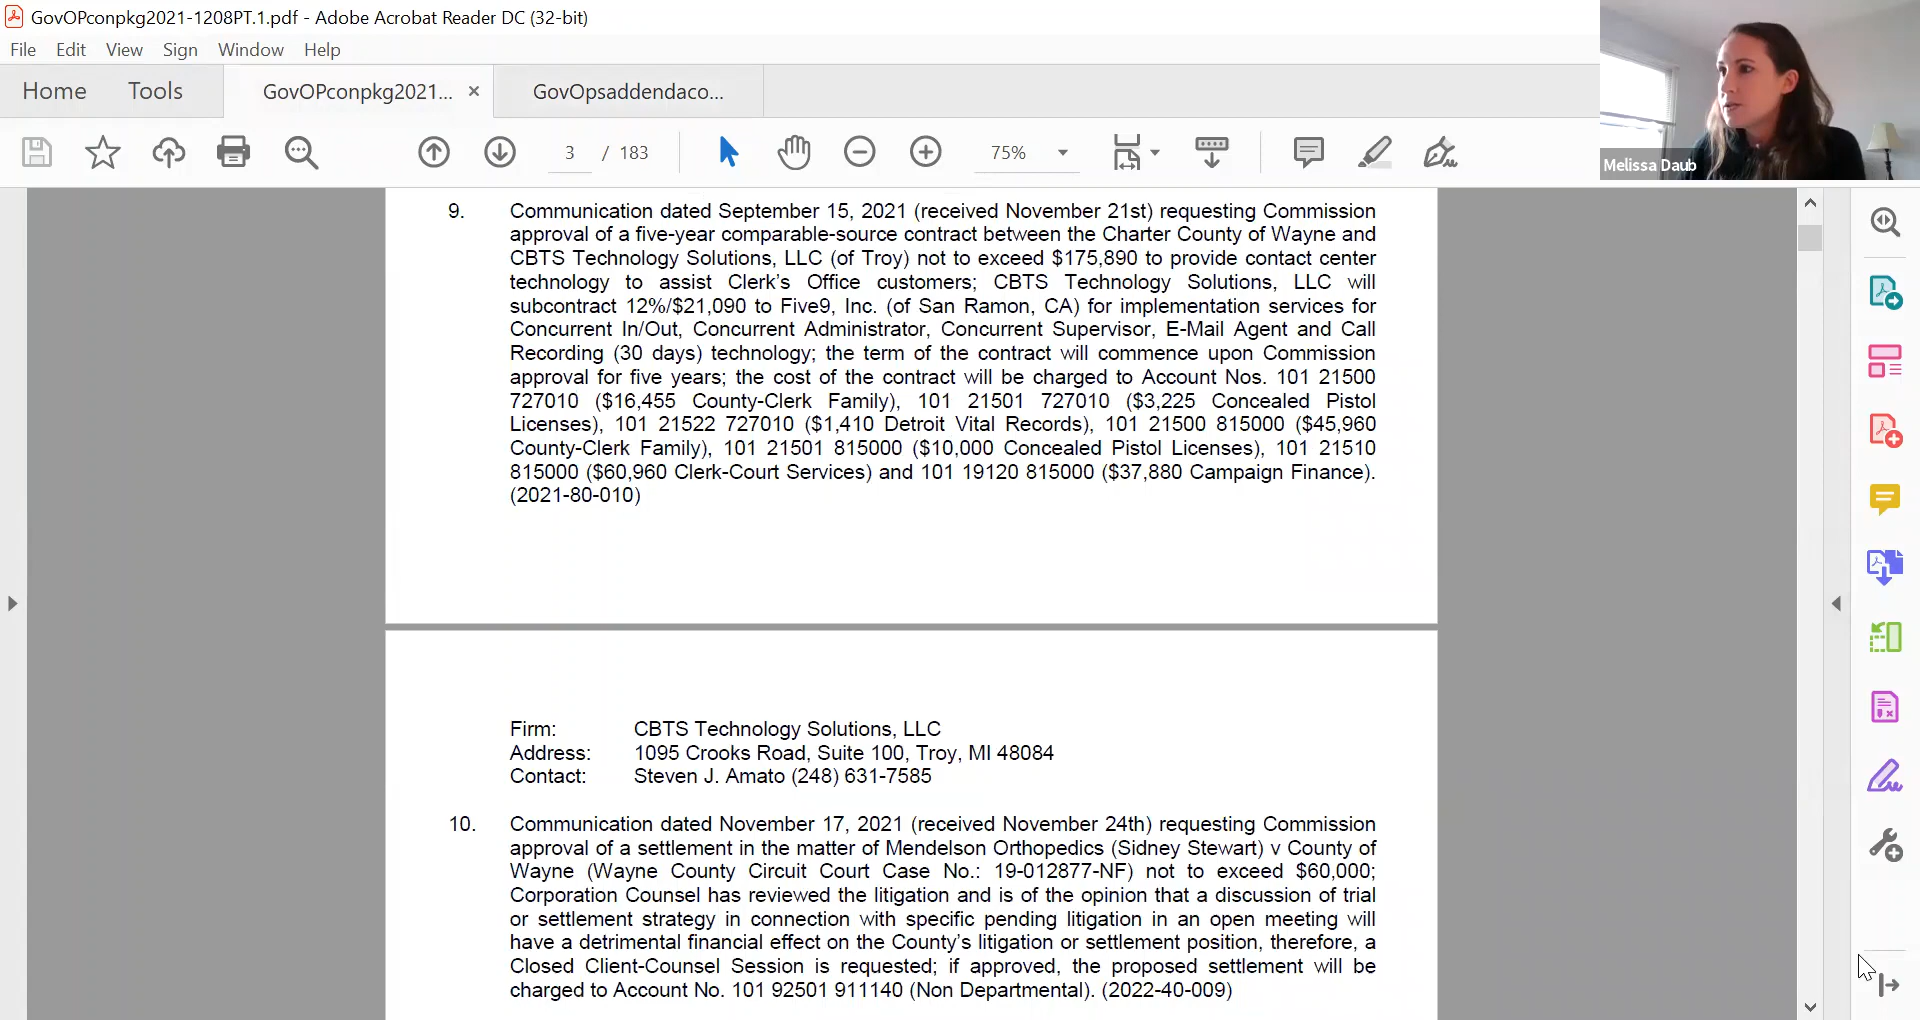 GovOPconpkg2021-1208PT.1.pdf - Adobe Acrobat Reader DC (32-bit)
File Edit View Sign Window Help
Home Tools GovOPconpkg2021... × GovOpsaddendaco...
3 / 183 75%
Melissa Daub
9. Communication dated September 15, 2021 (received November 21st) requesting Commission
approval of a five-year comparable-source contract between the Charter County of Wayne and
CBTS Technology Solutions, LLC (of Troy) not to exceed $175,890 to provide contact center
technology to assist Clerk's Office customers; CBTS Technology Solutions, LLC will
subcontract 12%/$21,090 to Five9, Inc. (of San Ramon, CA) for implementation services for
Concurrent In/Out, Concurrent Administrator, Concurrent Supervisor, E-Mail Agent and Call
Recording (30 days) technology; the term of the contract will commence upon Commission
approval for five years; the cost of the contract will be charged to Account Nos. 101 21500
727010 ($16,455 County-Clerk Family), 101 21501 727010 ($3,225 Concealed Pistol
Licenses), 101 21522 727010 ($1,410 Detroit Vital Records), 101 21500 815000 ($45,960
County-Clerk Family), 101 21501 815000 ($10,000 Concealed Pistol Licenses), 101 21510
815000 ($60,960 Clerk-Court Services) and 101 19120 815000 ($37,880 Campaign Finance).
(2021-80-010)
Firm: CBTS Technology Solutions, LLC
Address: 1095 Crooks Road, Suite 100, Troy, MI 48084
Contact: Steven J. Amato (248) 631-7585
10. Communication dated November 17, 2021 (received November 24th) requesting Commission
approval of a settlement in the matter of Mendelson Orthopedics (Sidney Stewart) v County of
Wayne (Wayne County Circuit Court Case No.: 19-012877-NF) not to exceed $60,000;
Corporation Counsel has reviewed the litigation and is of the opinion that a discussion of trial
or settlement strategy in connection with specific pending litigation in an open meeting will
have a detrimental financial effect on the County's litigation or settlement position, therefore, a
Closed Client-Counsel Session is requested; if approved, the proposed settlement will be
charged to Account No. 101 92501 911140 (Non Departmental). (2022-40-009)